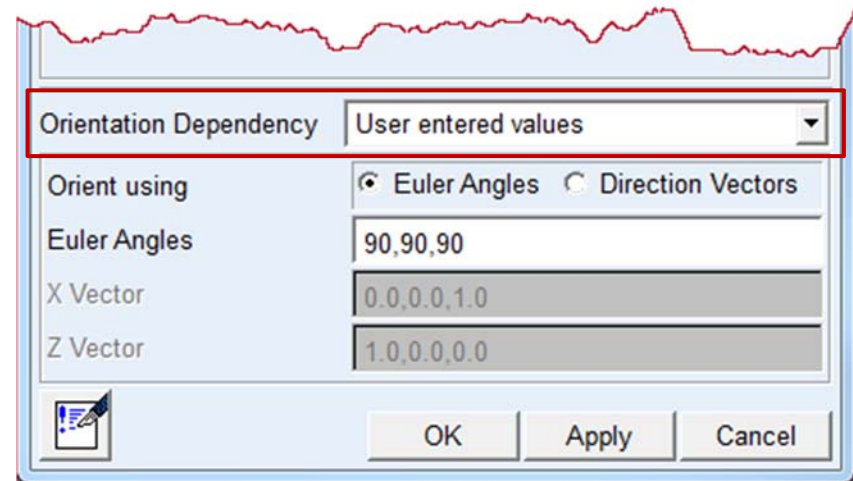 Orientation Dependency User entered values
Orient using Euler Angles Direction Vectors
Euler Angles 90,90,90
X Vector 0.0,0.0,1.0
Z Vector 1.0,0.0,0.0
OK Apply Cancel